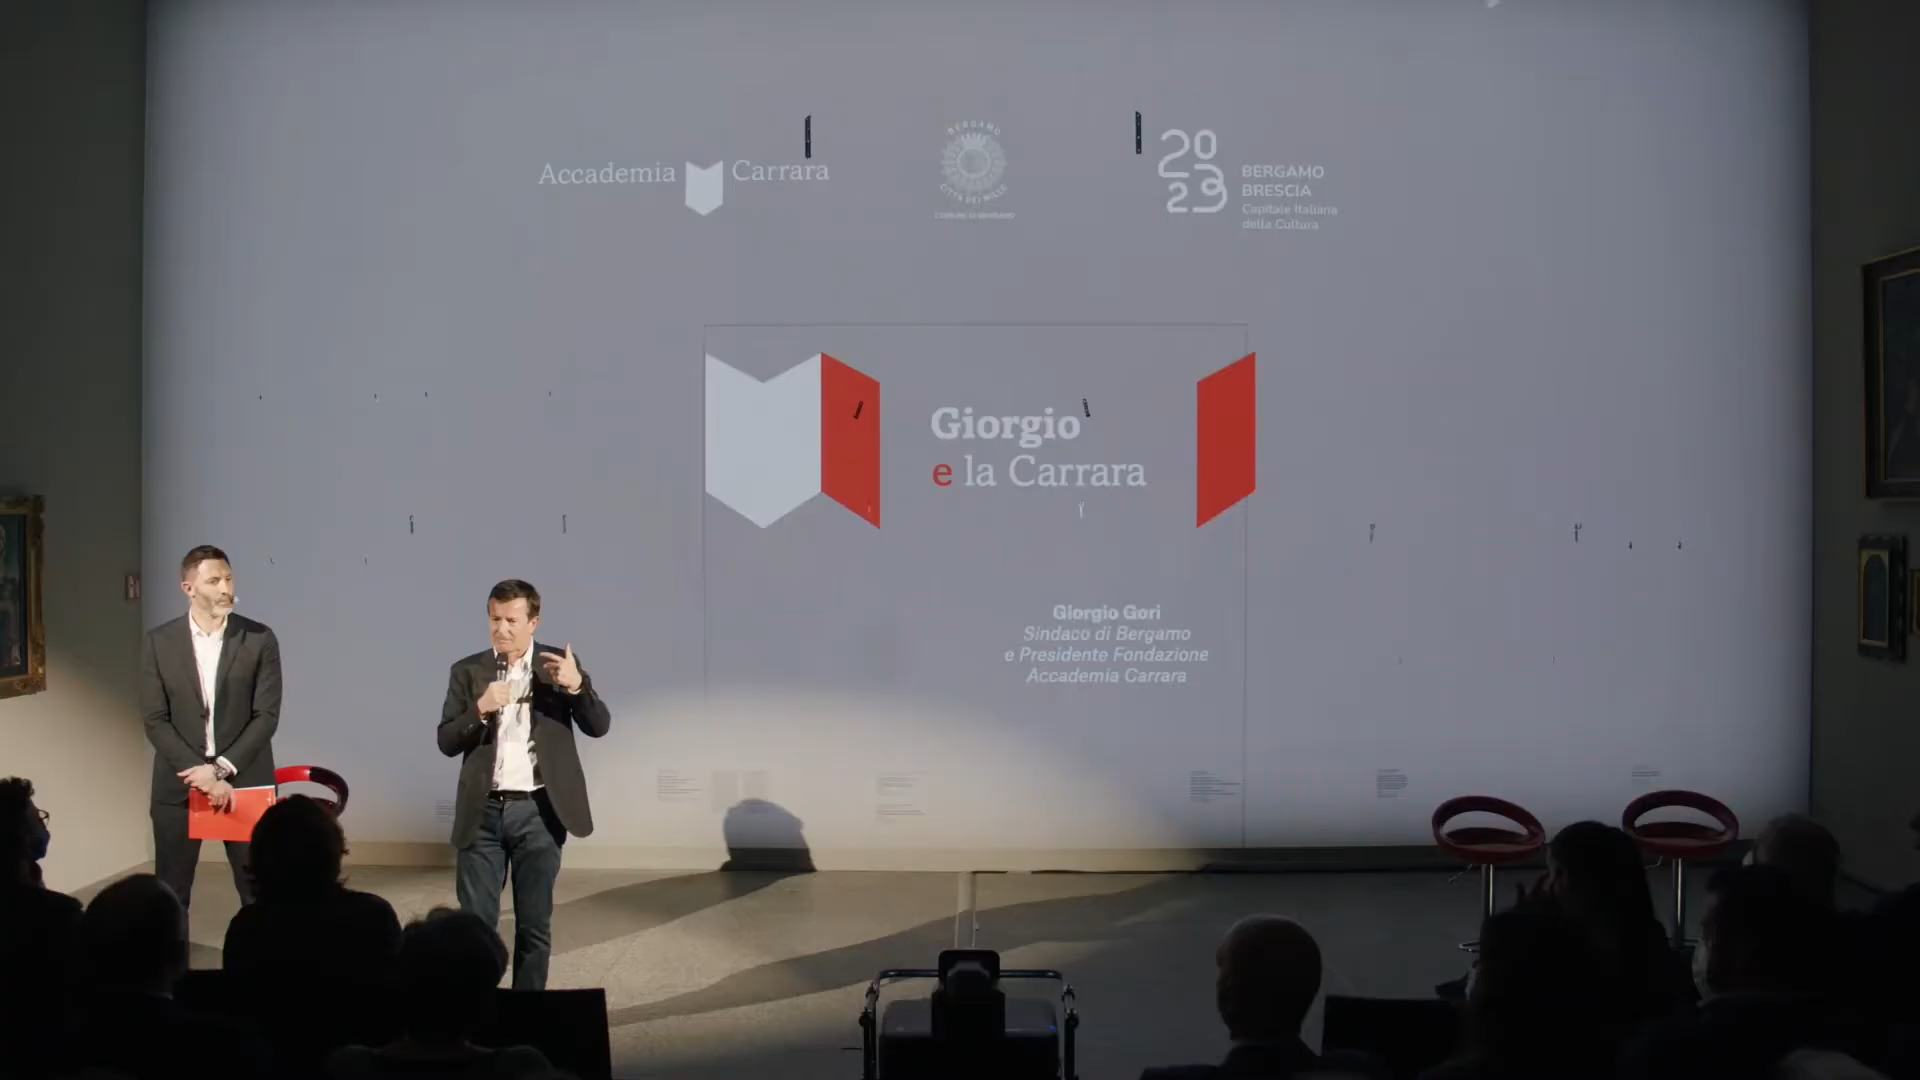 Accademia Carrara
BERGAMO
CITTÀ DEI MILLE
COMUNE DI BERGAMO
2023
BERGAMO
BRESCIA
Capitale Italiana
della Cultura
Giorgio
e la Carrara
Giorgio Gori
Sindaco di Bergamo
e Presidente Fondazione
Accademia Carrara